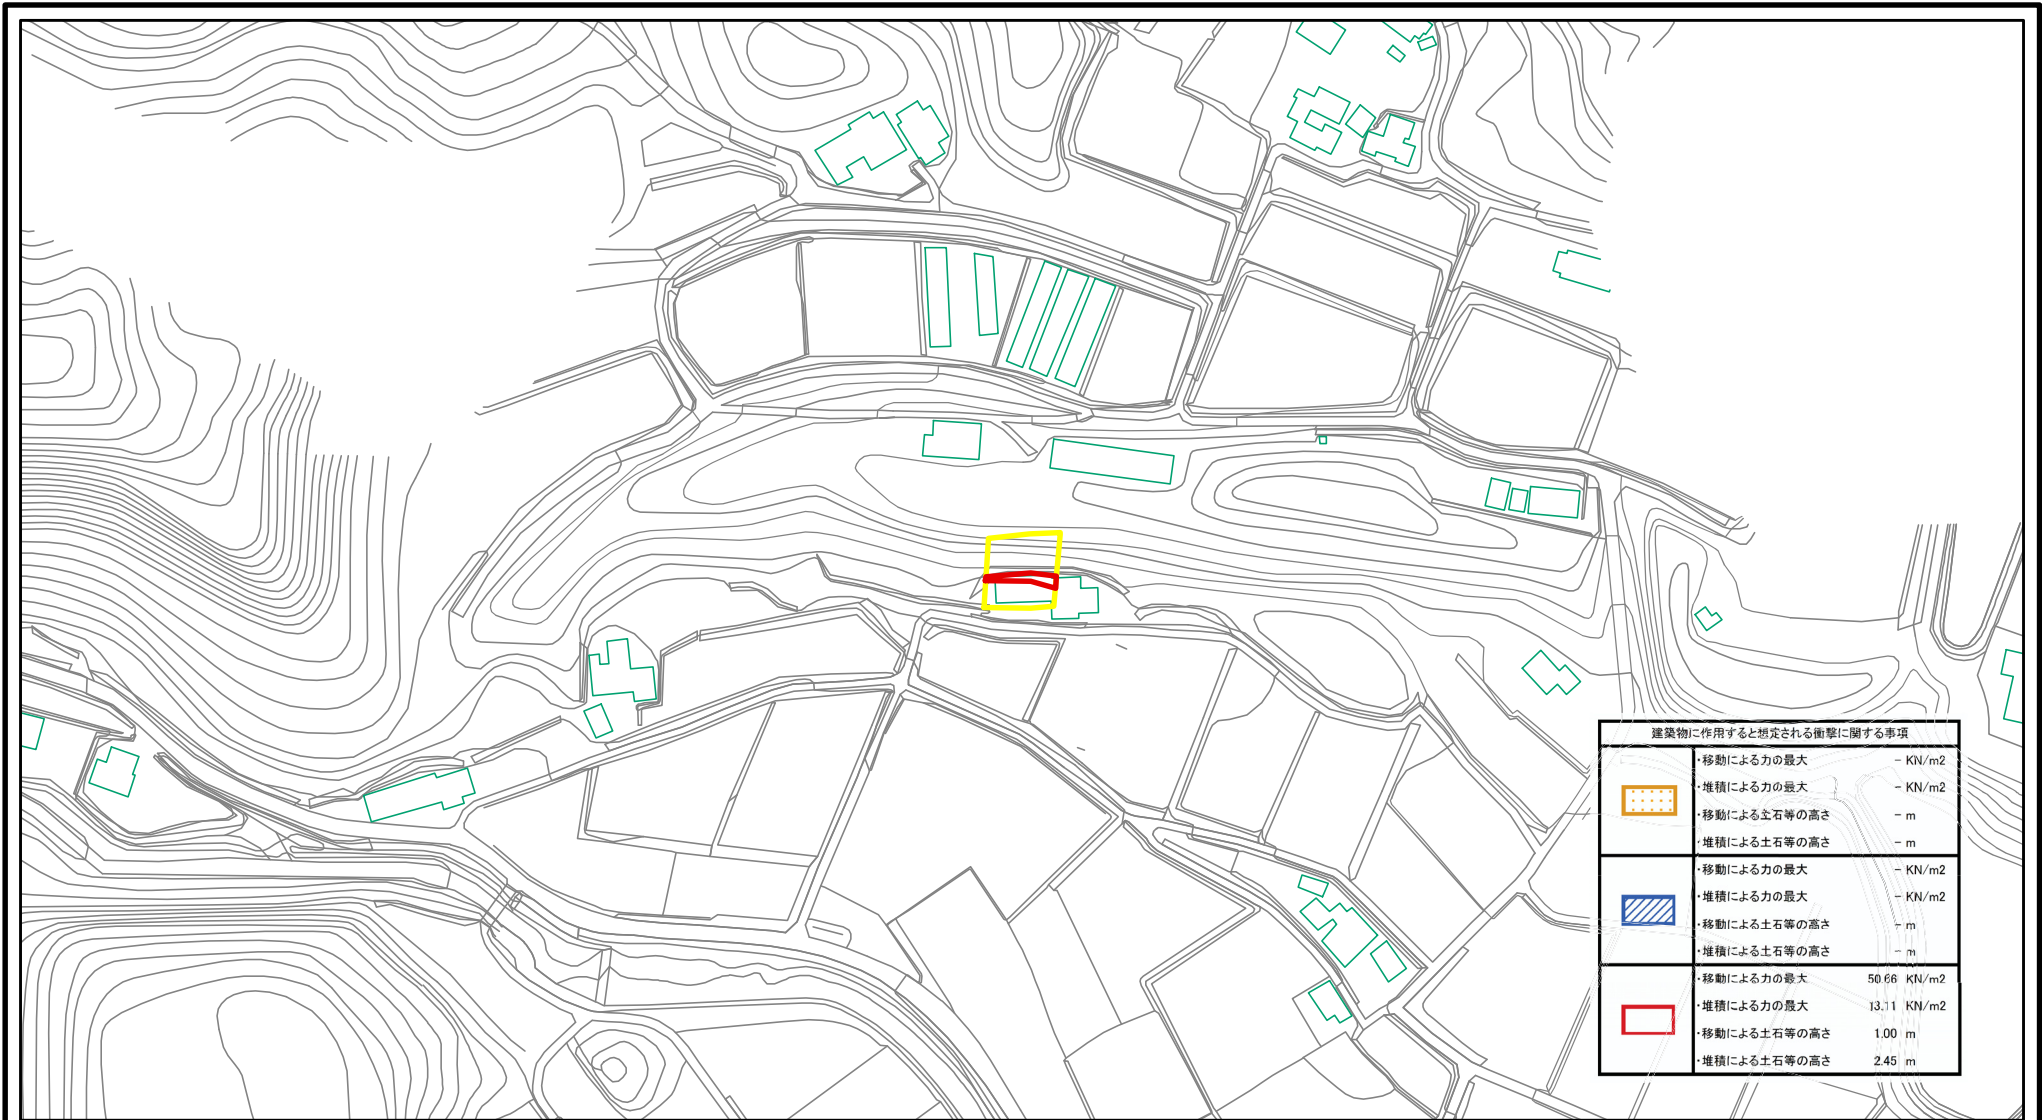 建築物に作用すると想定される衝撃に関する事項
・移動による力の最大 － KN/m2
・堆積による力の最大 － KN/m2
・移動による土石等の高さ － m
・堆積による土石等の高さ － m
・移動による力の最大 － KN/m2
・堆積による力の最大 － KN/m2
・移動による土石等の高さ － m
・堆積による土石等の高さ － m
・移動による力の最大 50.66 KN/m2
・堆積による力の最大 13.11 KN/m2
・移動による土石等の高さ 1.00 m
・堆積による土石等の高さ 2.45 m